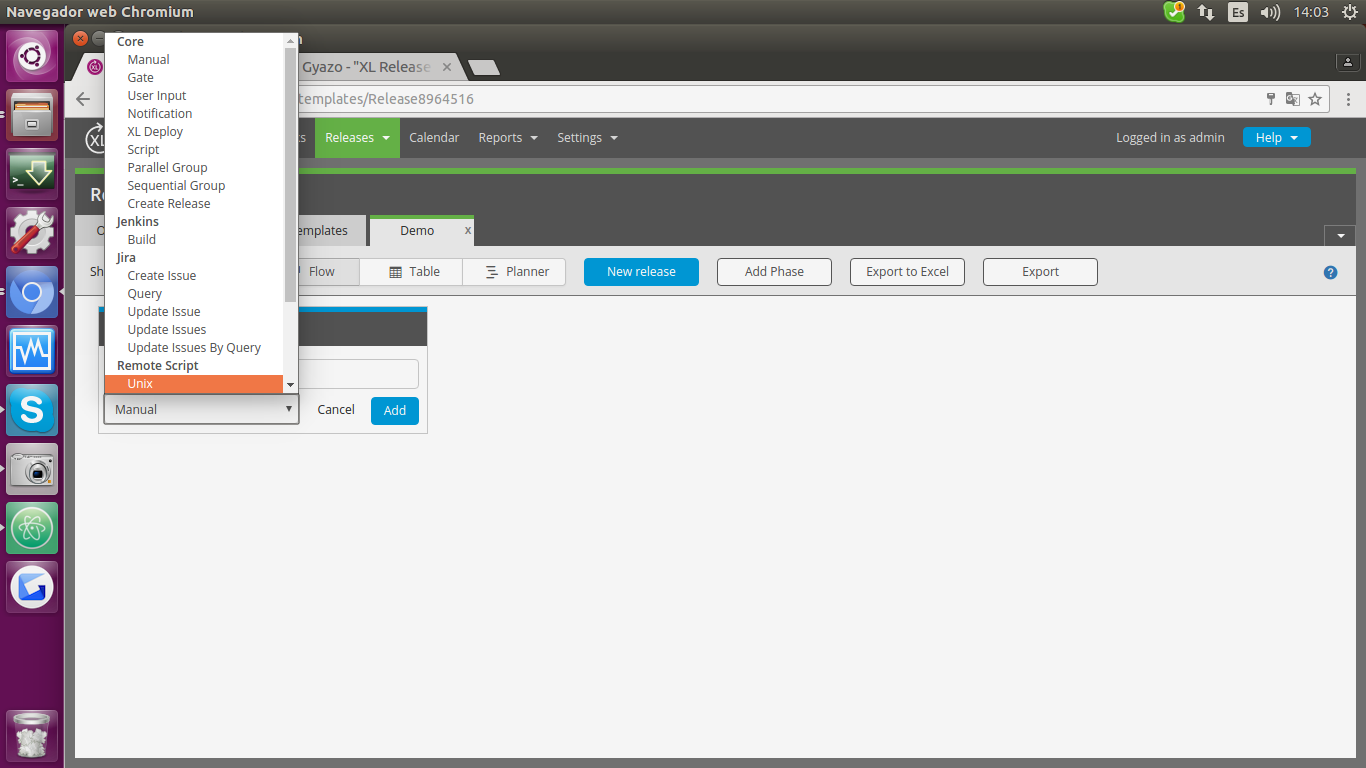 Navegador web Chromium
Es
14:03
Gyazo - "XL Release
templates/Release8964516
XL
ts
Releases
Calendar
Reports
Settings
Logged in as admin
Help
Re
O
emplates
Demo
x
Sh
Flow
Table
Planner
New release
Add Phase
Export to Excel
Export
?
Core
Manual
Gate
User Input
Notification
XL Deploy
Script
Parallel Group
Sequential Group
Create Release
Jenkins
Build
Jira
Create Issue
Query
Update Issue
Update Issues
Update Issues By Query
Remote Script
Unix
Manual
Cancel
Add